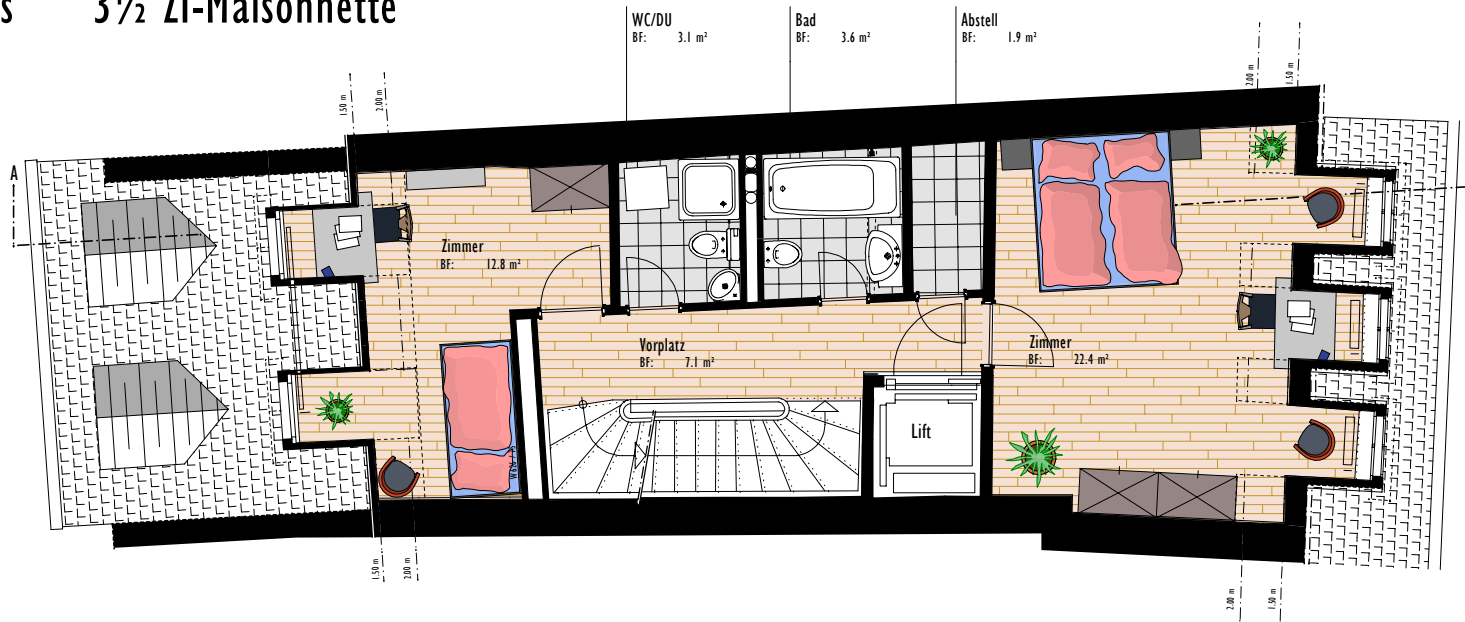 s 3½ Zi-Maisonnette
WC/DU
BF: 3.1 m²
Bad
BF: 3.6 m²
Abstell
BF: 1.9 m²
1.50 m
2.00 m
2.00 m
1.50 m
A
Zimmer
BF: 12.8 m²
Vorplatz
BF: 7.1 m²
Zimmer
BF: 22.4 m²
Lift
1.50 m
2.00 m
2.00 m
1.50 m